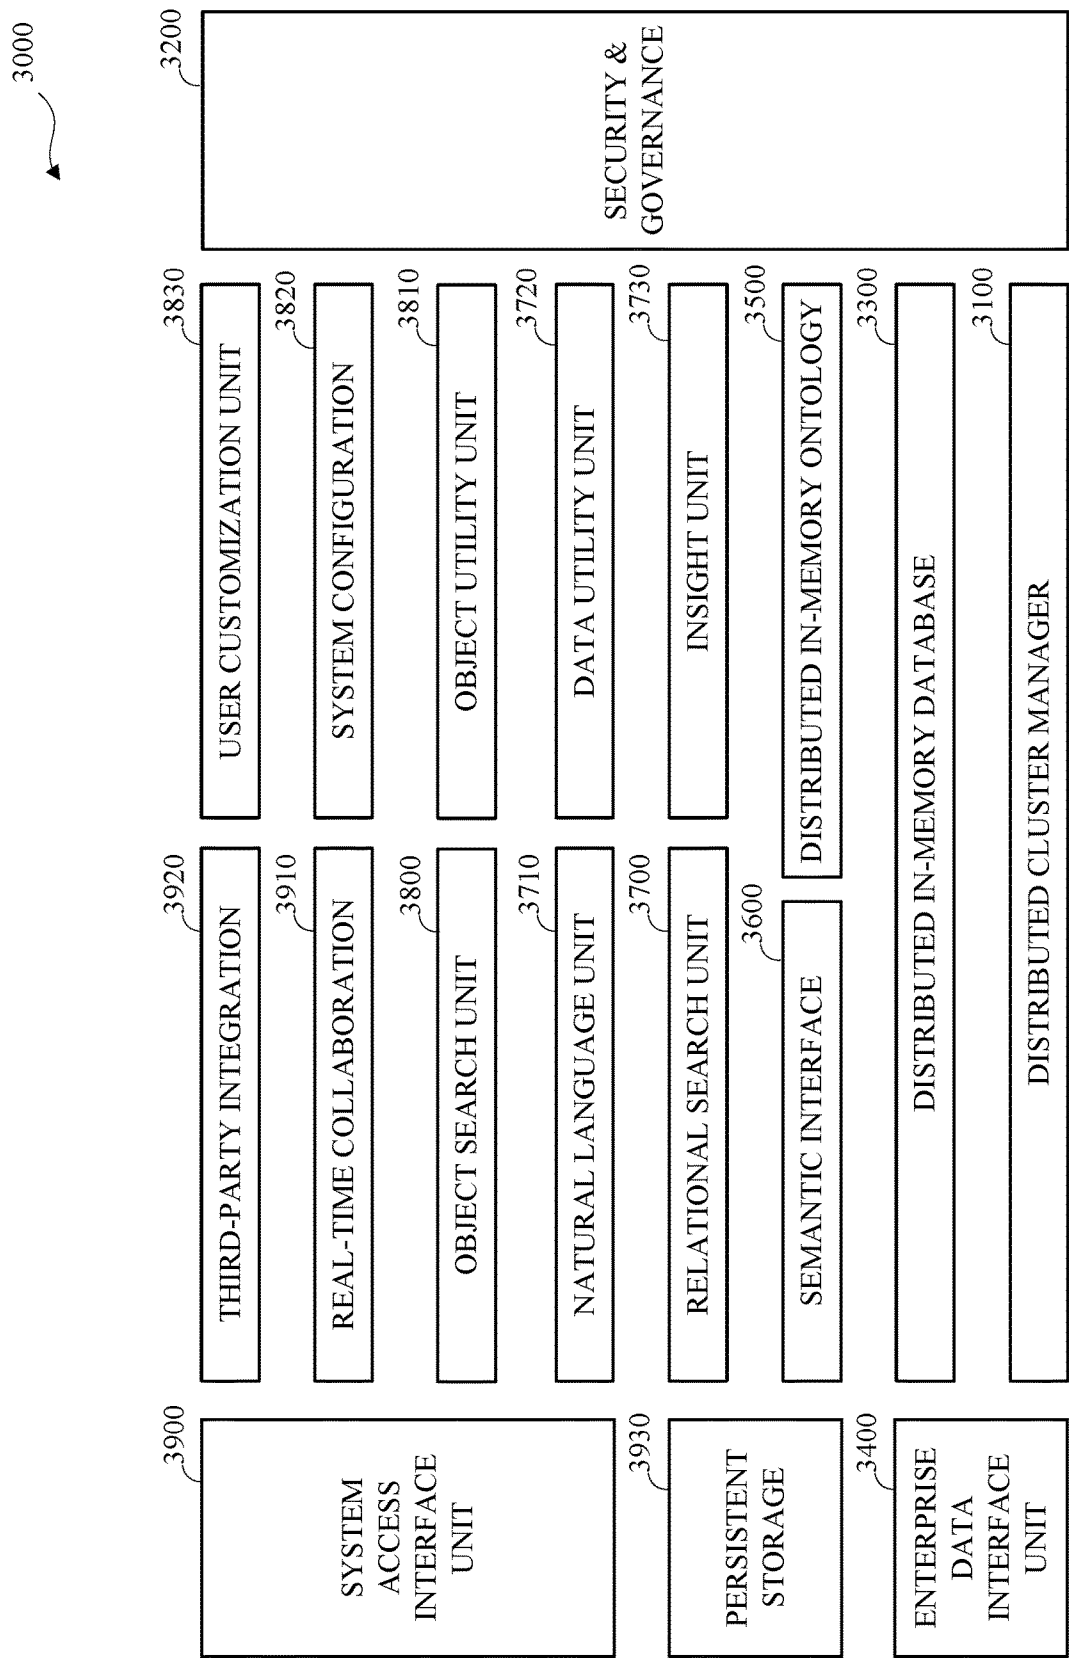 3000
3900
SYSTEM
ACCESS
INTERFACE
UNIT
3920
THIRD-PARTY INTEGRATION
3830
USER CUSTOMIZATION UNIT
3200
SECURITY &
GOVERNANCE
3910
REAL-TIME COLLABORATION
3820
SYSTEM CONFIGURATION
3800
OBJECT SEARCH UNIT
3810
OBJECT UTILITY UNIT
3710
NATURAL LANGUAGE UNIT
3720
DATA UTILITY UNIT
3930
PERSISTENT
STORAGE
3700
RELATIONAL SEARCH UNIT
3730
INSIGHT UNIT
3600
SEMANTIC INTERFACE
3500
DISTRIBUTED IN-MEMORY ONTOLOGY
3400
ENTERPRISE
DATA
INTERFACE
UNIT
3300
DISTRIBUTED IN-MEMORY DATABASE
3100
DISTRIBUTED CLUSTER MANAGER